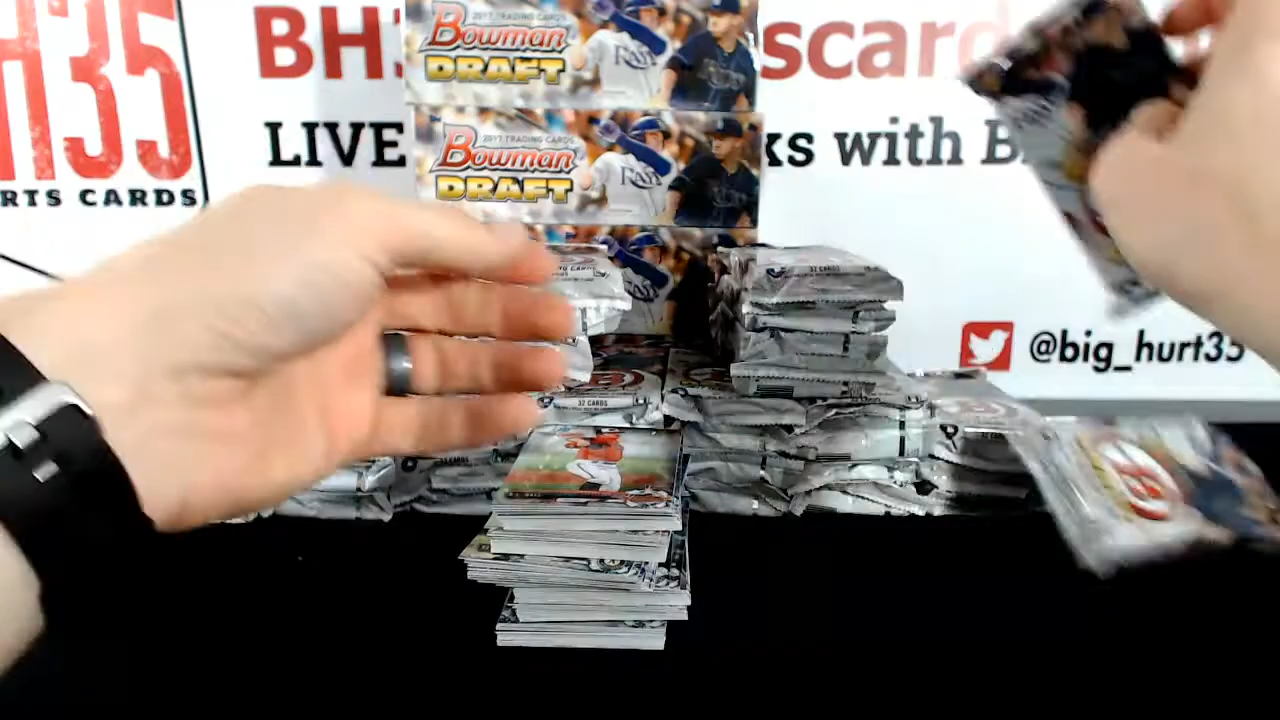 H35
RTS CARDS
BH3
scard
LIVE
ks with B
@big_hurt35
2017 TRADING CARDS
Bowman
DRAFT
2017 TRADING CARDS
Bowman
DRAFT
32 CARDS
B
32 CARDS
B